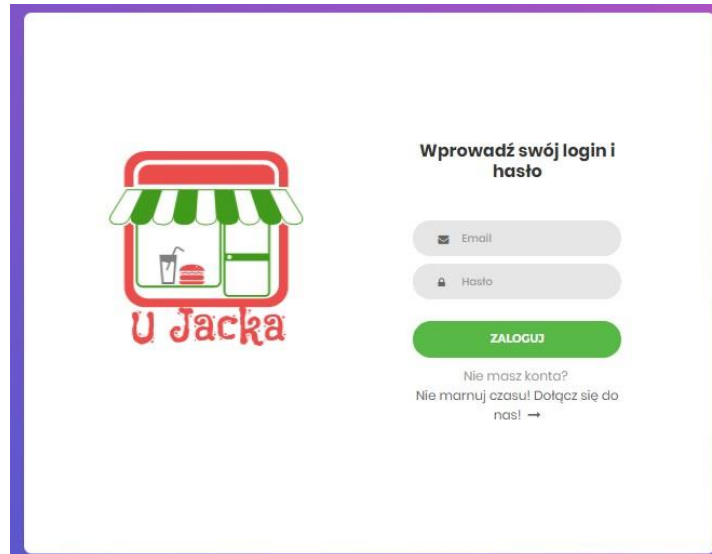 Wprowadź swój login i
hasło
Email
Hasło
ZALOGUJ
Nie masz konta?
Nie marnuj czasu! Dołącz się do
nas! →
U Jacka